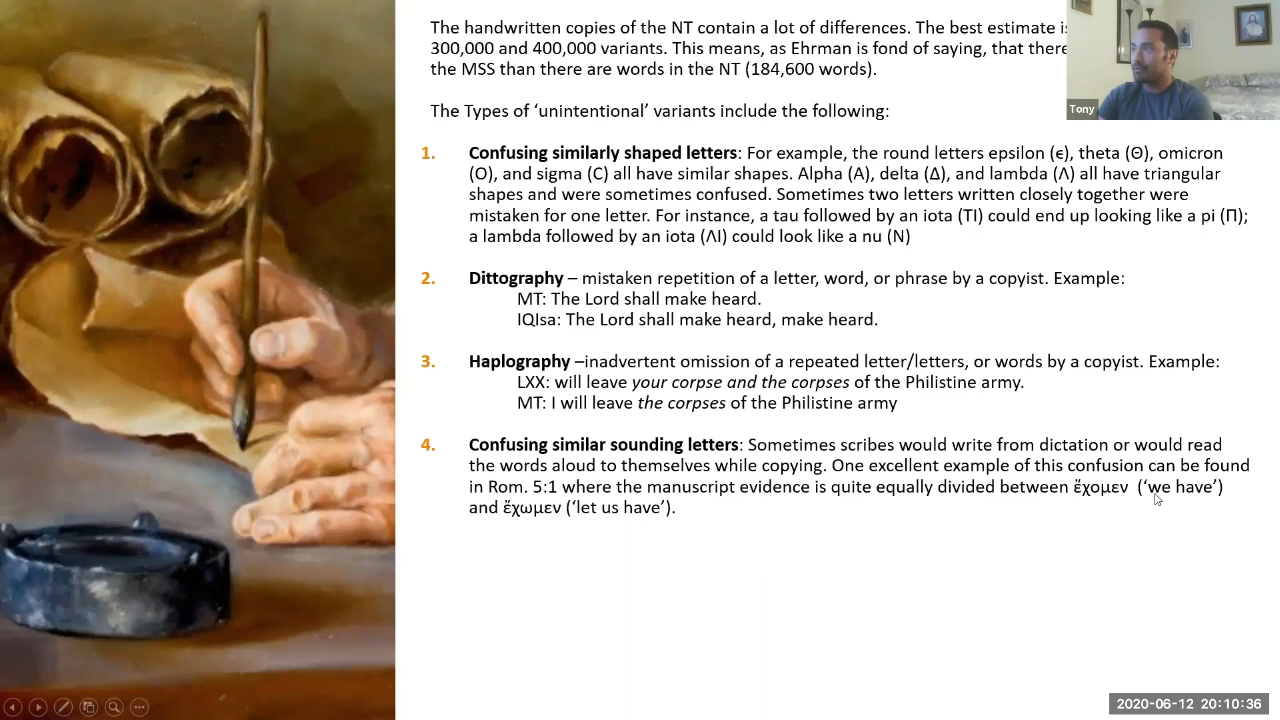 The handwritten copies of the NT contain a lot of differences. The best estimate
300,000 and 400,000 variants. This means, as Ehrman is fond of saying, that there
the MSS than there are words in the NT (184,600 words).
The Types of ‘unintentional’ variants include the following:
1. Confusing similarly shaped letters: For example, the round letters epsilon (ϵ), theta (Θ), omicron
(O), and sigma (C) all have similar shapes. Alpha (A), delta (Δ), and lambda (Λ) all have triangular
shapes and were sometimes confused. Sometimes two letters written closely together were
mistaken for one letter. For instance, a tau followed by an iota (TI) could end up looking like a pi (Π);
a lambda followed by an iota (ΛI) could look like a nu (N)
2. Dittography – mistaken repetition of a letter, word, or phrase by a copyist. Example:
MT: The Lord shall make heard.
IQIsa: The Lord shall make heard, make heard.
3. Haplography –inadvertent omission of a repeated letter/letters, or words by a copyist. Example:
LXX: will leave your corpse and the corpses of the Philistine army.
MT: I will leave the corpses of the Philistine army
4. Confusing similar sounding letters: Sometimes scribes would write from dictation or would read
the words aloud to themselves while copying. One excellent example of this confusion can be found
in Rom. 5:1 where the manuscript evidence is quite equally divided between ἔχομεν (‘we have’)
and ἔχωμεν (‘let us have’).
Tony
2020-06-12 20:10:36